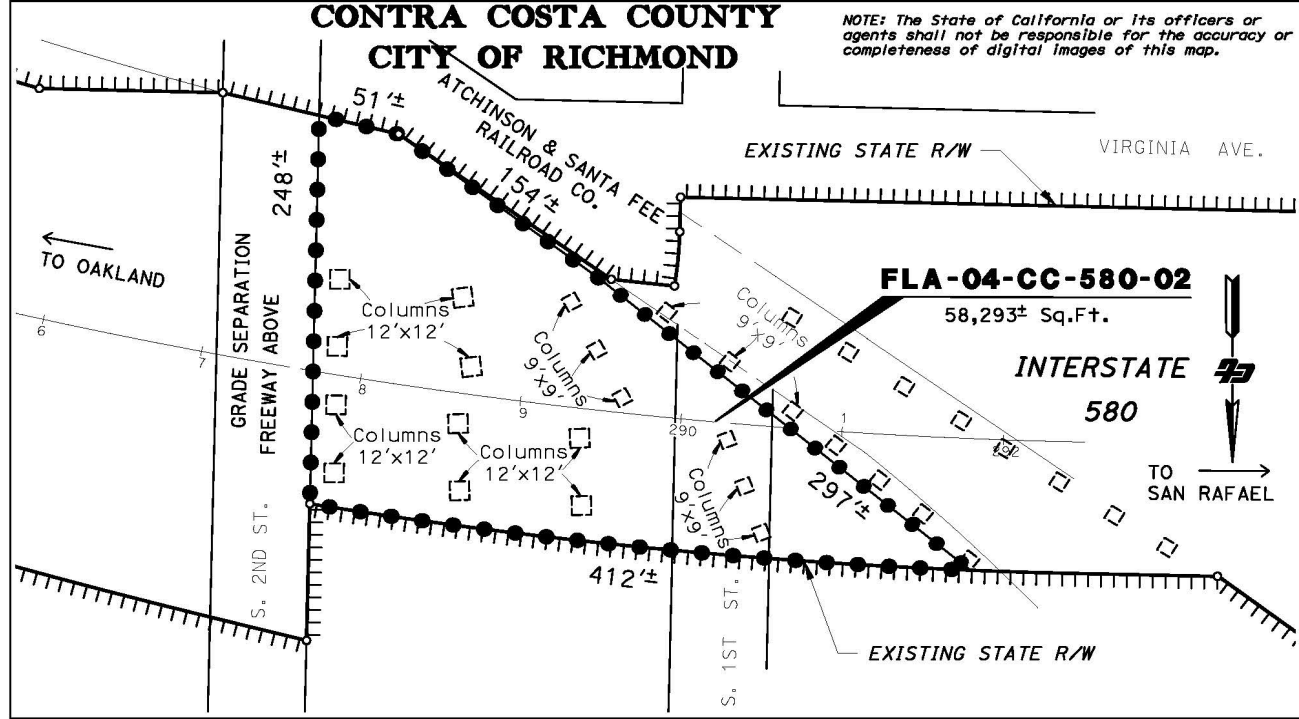 CONTRA COSTA COUNTY
CITY OF RICHMOND
NOTE: The State of California or its officers or
agents shall not be responsible for the accuracy or
completeness of digital images of this map.
51'±
ATCHINSON & SANTA FEE
RAILROAD CO.
154'±
EXISTING STATE R/W
VIRGINIA AVE.
248'±
TO OAKLAND
GRADE SEPARATION
FREEWAY ABOVE
Columns
12'x12'
Columns
9'x9'
Columns
9'x9'
FLA-04-CC-580-02
58,293± Sq.Ft.
INTERSTATE
580
6
7
8
9
290
1
292
Columns
12'x12'
Columns
12'x12'
Columns
9'x9'
297'±
TO
SAN RAFAEL
412'±
S. 2ND ST.
S. 1ST ST.
EXISTING STATE R/W